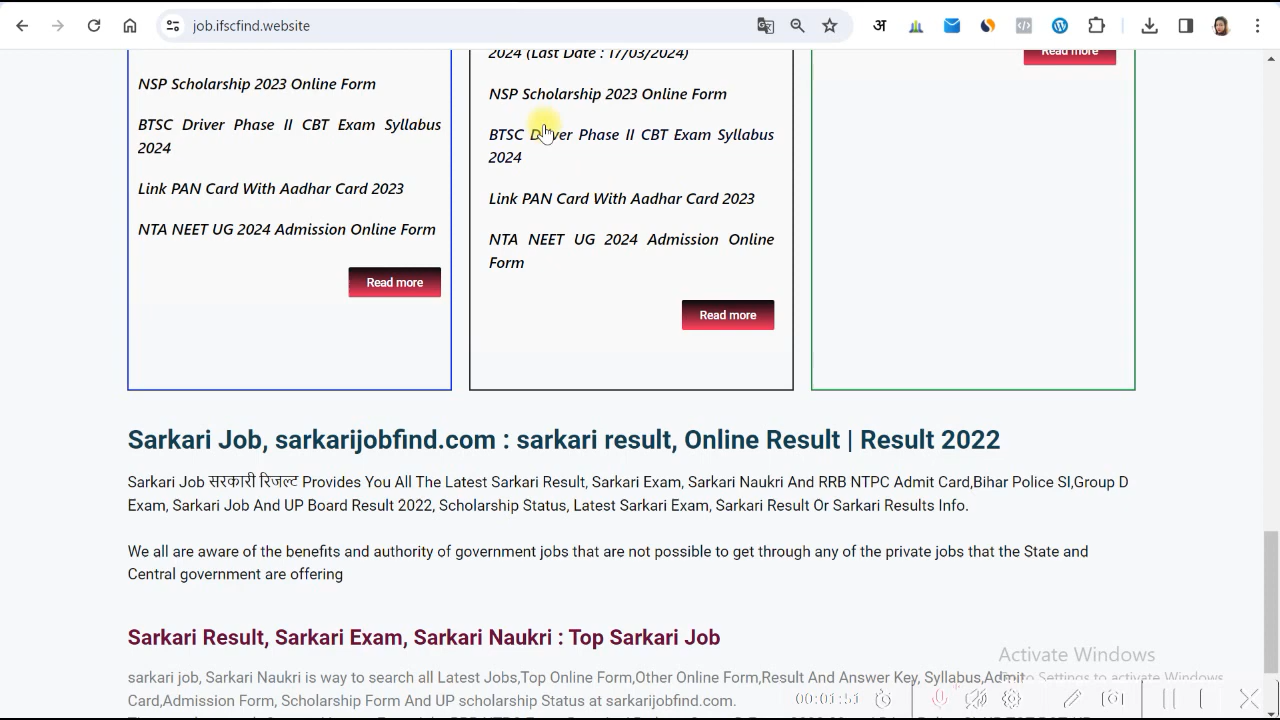 job.ifscfind.website
अ
2024 (Last Date : 17/03/2024)
Read more
NSP Scholarship 2023 Online Form
BTSC Driver Phase II CBT Exam Syllabus
2024
Link PAN Card With Aadhar Card 2023
NTA NEET UG 2024 Admission Online Form
Read more
NSP Scholarship 2023 Online Form
BTSC Driver Phase II CBT Exam Syllabus
2024
Link PAN Card With Aadhar Card 2023
NTA NEET UG 2024 Admission Online
Form
Read more
Sarkari Job, sarkarijobfind.com : sarkari result, Online Result | Result 2022
Sarkari Job सरकारी रिजल्ट Provides You All The Latest Sarkari Result, Sarkari Exam, Sarkari Naukri And RRB NTPC Admit Card,Bihar Police SI,Group D
Exam, Sarkari Job And UP Board Result 2022, Scholarship Status, Latest Sarkari Exam, Sarkari Result Or Sarkari Results Info.
We all are aware of the benefits and authority of government jobs that are not possible to get through any of the private jobs that the State and
Central government are offering
Sarkari Result, Sarkari Exam, Sarkari Naukri : Top Sarkari Job
Activate Windows
sarkari job, Sarkari Naukri is way to search all Latest Jobs,Top Online Form,Other Online Form,Result And Answer Key, Syllabus,Admit
to Settings to activate Windows.
Card,Admission Form, Scholarship Form And UP scholarship Status at sarkarijobfind.com.
00:01:51